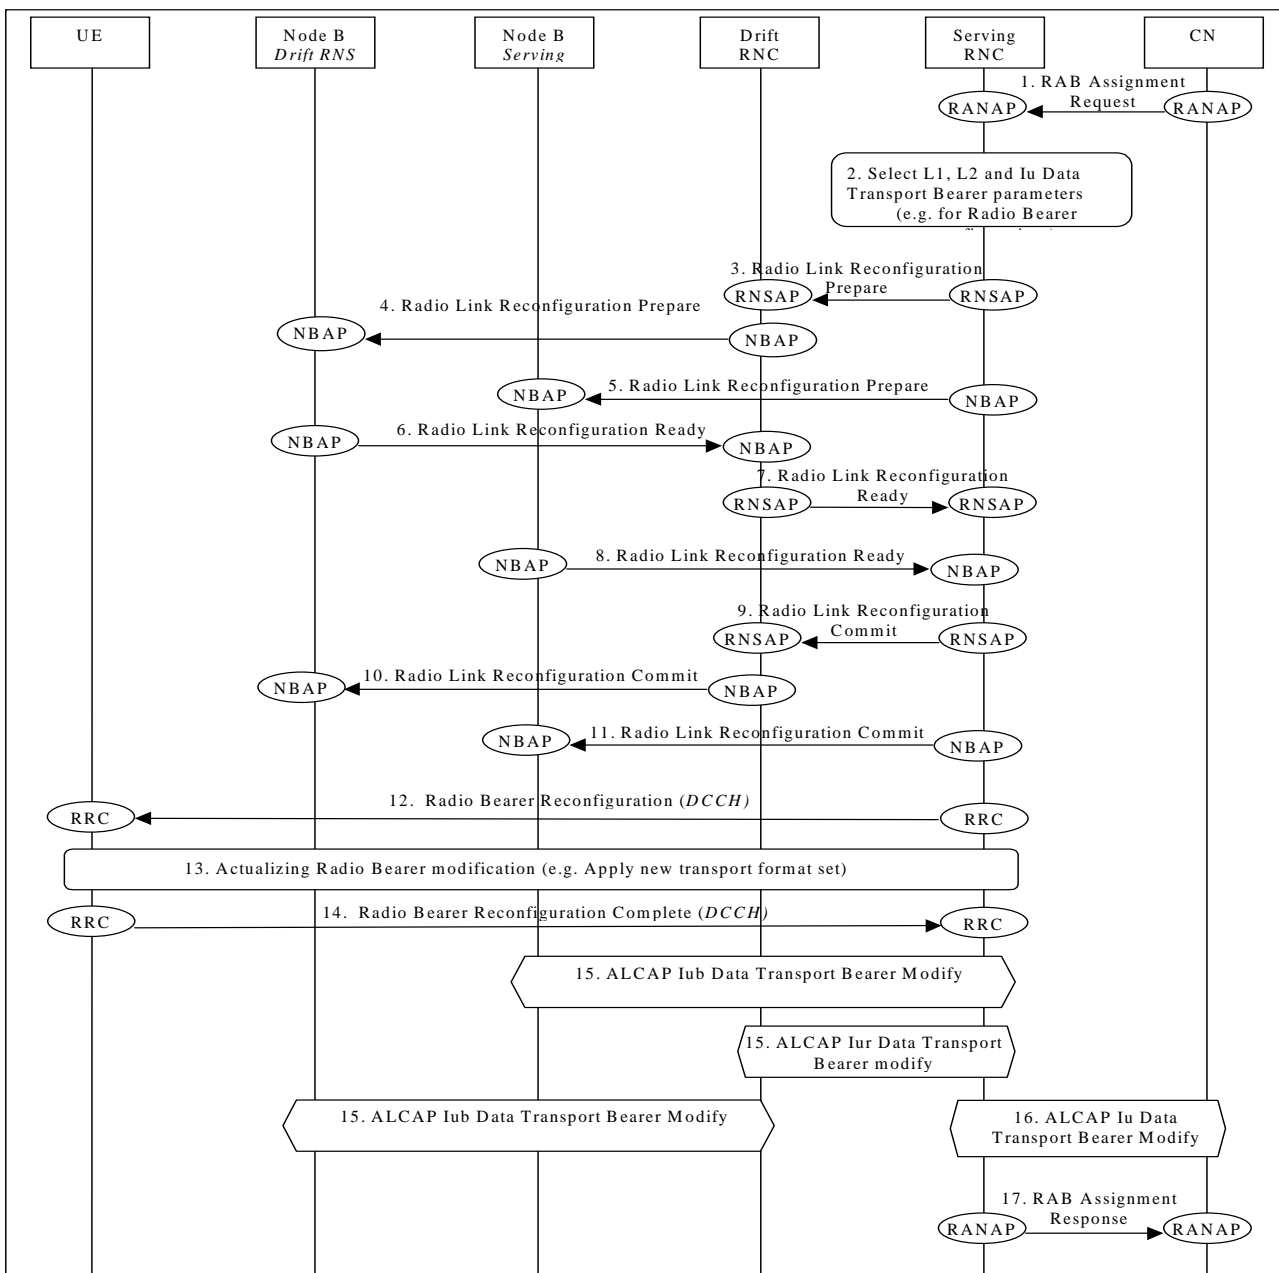 UE
Node B
Drift RNS
Node B
Serving
Drift
RNC
Serving
RNC
CN
1. RAB Assignment
Request
RANAP
RANAP
2. Select L1, L2 and Iu Data
Transport Bearer parameters
(e.g. for Radio Bearer
3. Radio Link Reconfiguration
Prepare
RNSAP
RNSAP
4. Radio Link Reconfiguration Prepare
NBAP
NBAP
5. Radio Link Reconfiguration Prepare
NBAP
NBAP
6. Radio Link Reconfiguration Ready
NBAP
NBAP
7. Radio Link Reconfiguration
Ready
RNSAP
RNSAP
8. Radio Link Reconfiguration Ready
NBAP
NBAP
9. Radio Link Reconfiguration
Commit
RNSAP
RNSAP
10. Radio Link Reconfiguration Commit
NBAP
NBAP
11. Radio Link Reconfiguration Commit
NBAP
NBAP
12. Radio Bearer Reconfiguration (DCCH)
RRC
RRC
13. Actualizing Radio Bearer modification (e.g. Apply new transport format set)
14. Radio Bearer Reconfiguration Complete (DCCH)
RRC
RRC
15. ALCAP Iub Data Transport Bearer Modify
15. ALCAP Iur Data Transport
Bearer modify
15. ALCAP Iub Data Transport Bearer Modify
16. ALCAP Iu Data
Transport Bearer Modify
17. RAB Assignment
Response
RANAP
RANAP